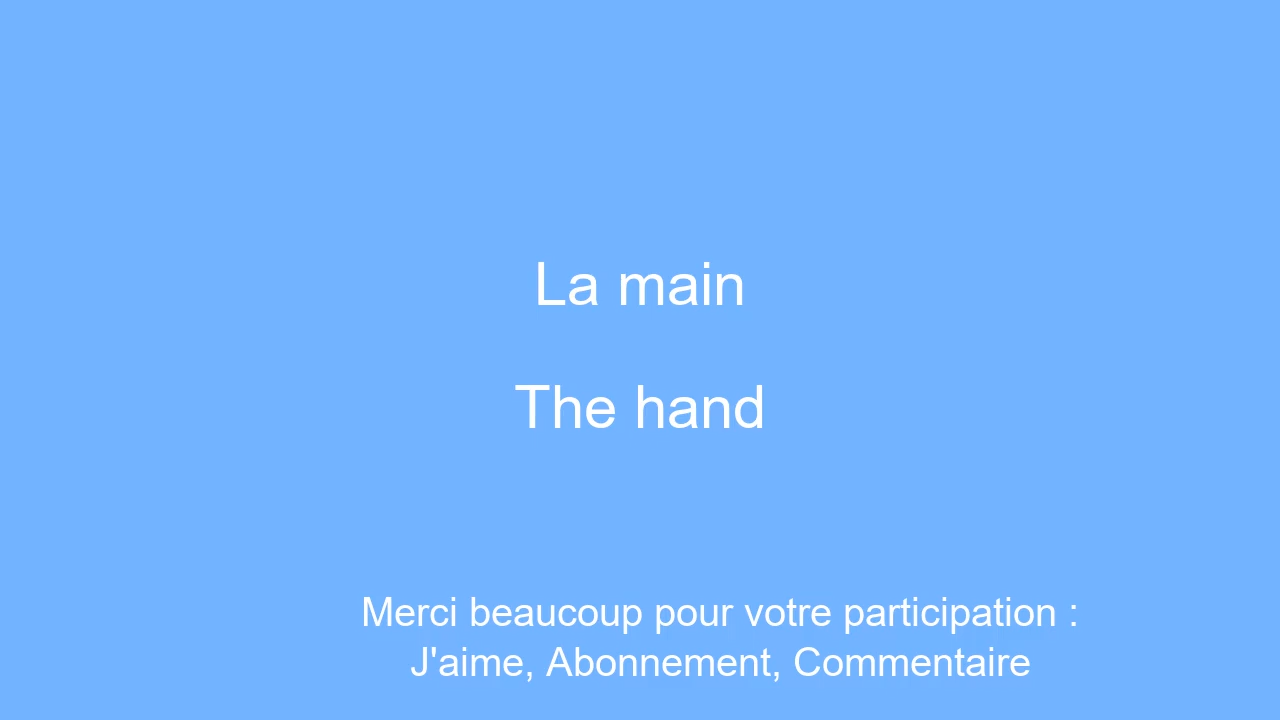 La main
The hand
Merci beaucoup pour votre participation :
J'aime, Abonnement, Commentaire